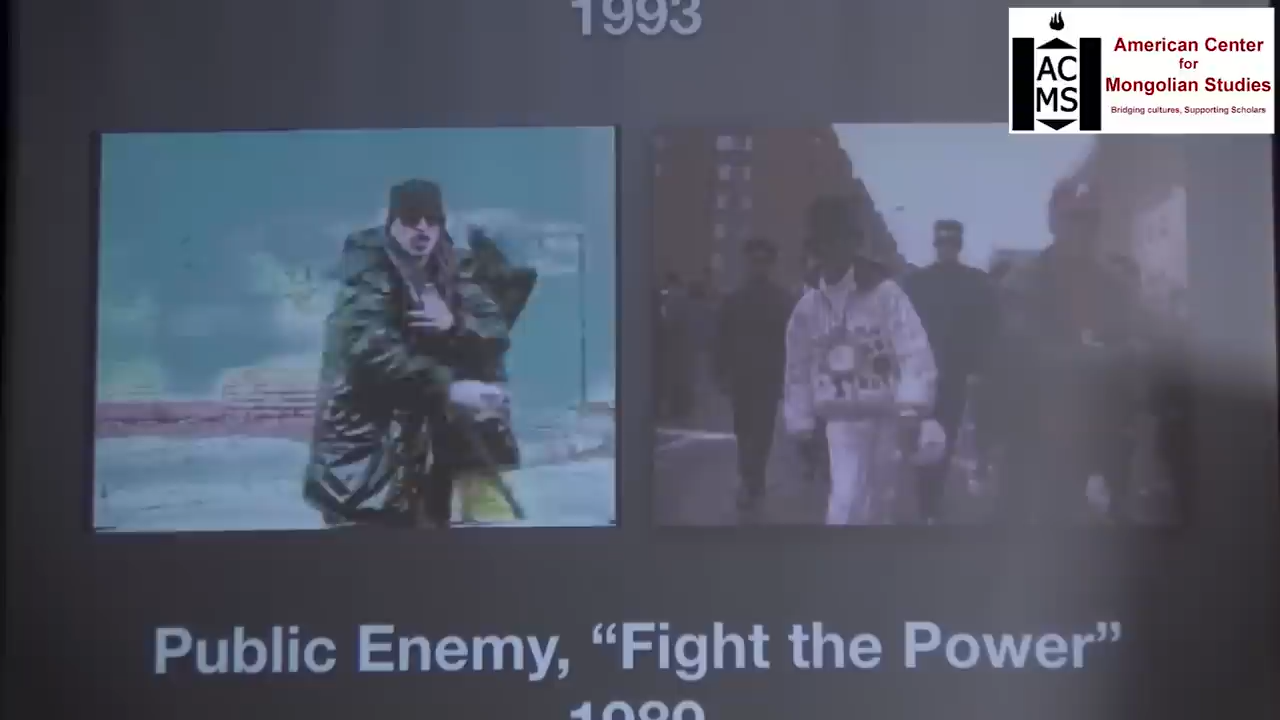 1993
American Center
for
Mongolian Studies
Bridging cultures, Supporting Scholars
AC
MS
Public Enemy, “Fight the Power”
1989